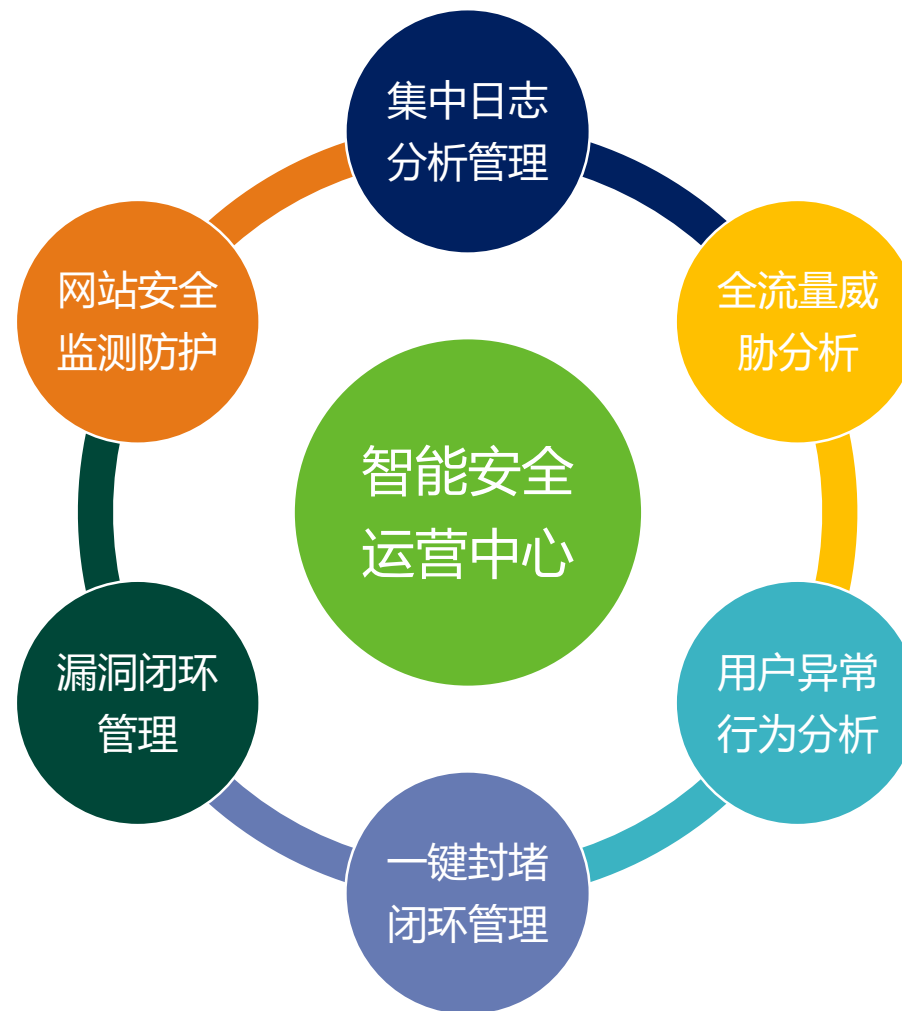 集中日志
分析管理
全流量威
胁分析
用户异常
行为分析
一键封堵
闭环管理
漏洞闭环
管理
网站安全
监测防护
智能安全
运营中心